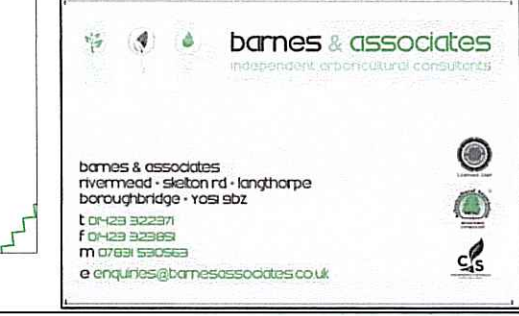 barnes & associates
independent arboricultural consultants
barnes & associates
rivermead - skelton rd - langthorpe
boroughbridge - YO51 9BZ
t 01423 322371
f 01423 323851
m 07831 530563
e enquiries@barnesassociates.co.uk
CAS